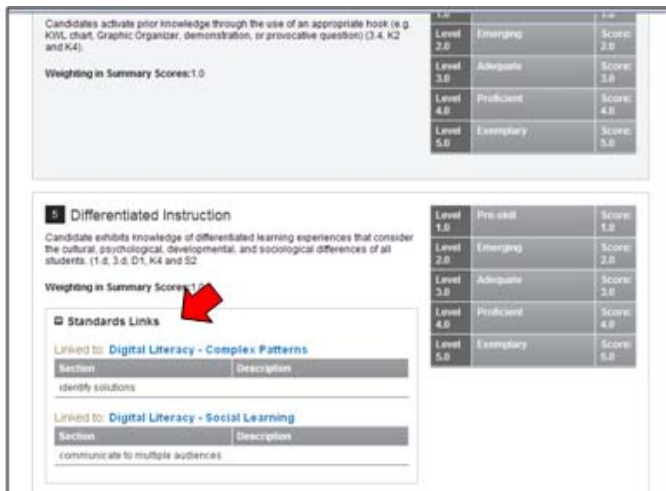 1.0 1.0
Candidates activate prior knowledge through the use of an appropriate hook (e.g.
KWL chart, Graphic Organizer, demonstration, or provocative question) (3.4, K2
and K4).
Weighting in Summary Scores:1.0
Level 2.0 Emerging Score: 2.0
Level 3.0 Adequate Score: 3.0
Level 4.0 Proficient Score: 4.0
Level 5.0 Exemplary Score: 5.0
5 Differentiated Instruction
Candidate exhibits knowledge of differentiated learning experiences that consider
the cultural, psychological, developmental, and sociological differences of all
students. (1.d, 3.d, D1, K4 and S2
Weighting in Summary Scores:1.0
Standards Links
Linked to: Digital Literacy - Complex Patterns
Section Description
identify solutions
Linked to: Digital Literacy - Social Learning
Section Description
communicate to multiple audiences
Level 1.0 Pre-skill Score: 1.0
Level 2.0 Emerging Score: 2.0
Level 3.0 Adequate Score: 3.0
Level 4.0 Proficient Score: 4.0
Level 5.0 Exemplary Score: 5.0